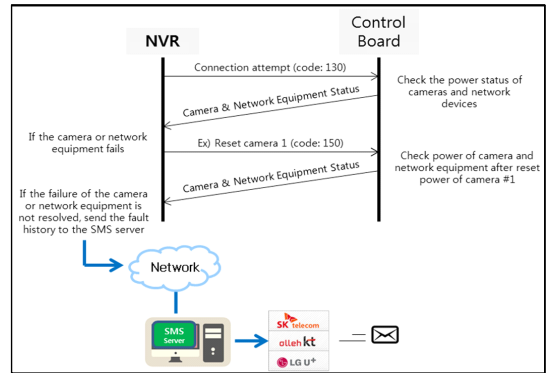 NVR
Control
Board
Connection attempt (code: 130)
Check the power status of
cameras and network
devices
Camera & Network Equipment Status
If the camera or network
equipment fails
Ex) Reset camera 1 (code: 150)
Check power of camera and
network equipment after reset
power of camera #1
Camera & Network Equipment Status
If the failure of the camera
or network equipment is
not resolved, send the fault
history to the SMS server
Network
SMS
Server
SK telecom
olleh kt
LG U+